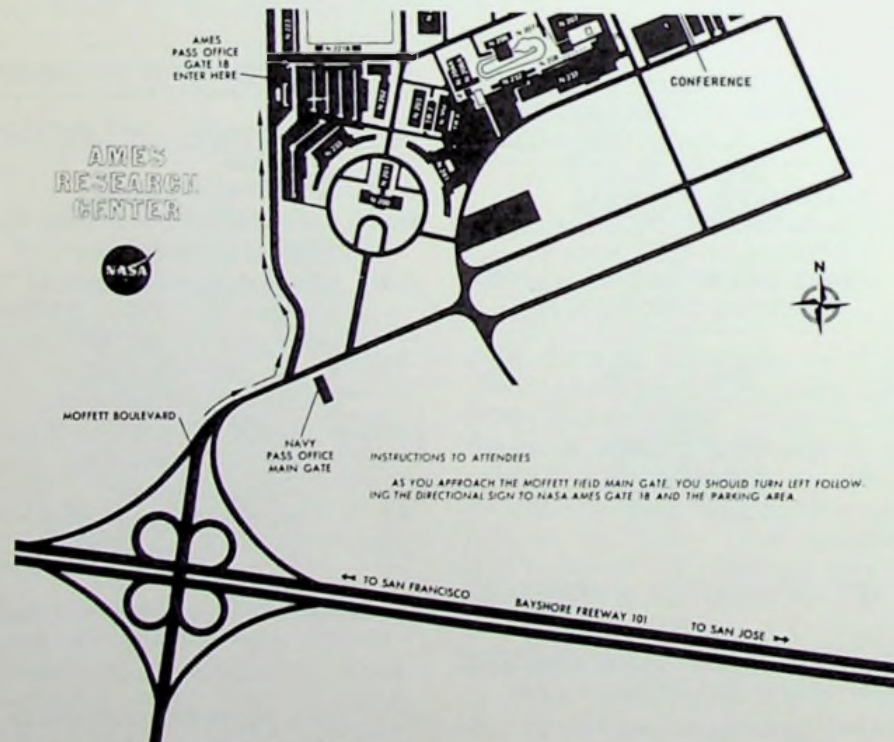 AMES
PASS OFFICE
GATE 18
ENTER HERE
N 221B
CONFERENCE
AMES
RESEARCH
CENTER
NASA
N
MOFFETT BOULEVARD
NAVY
PASS OFFICE
MAIN GATE
INSTRUCTIONS TO ATTENDEES
AS YOU APPROACH THE MOFFETT FIELD MAIN GATE, YOU SHOULD TURN LEFT FOLLOW-
ING THE DIRECTIONAL SIGN TO NASA-AMES GATE 18 AND THE PARKING AREA.
TO SAN FRANCISCO
BAYSHORE FREEWAY 101
TO SAN JOSE